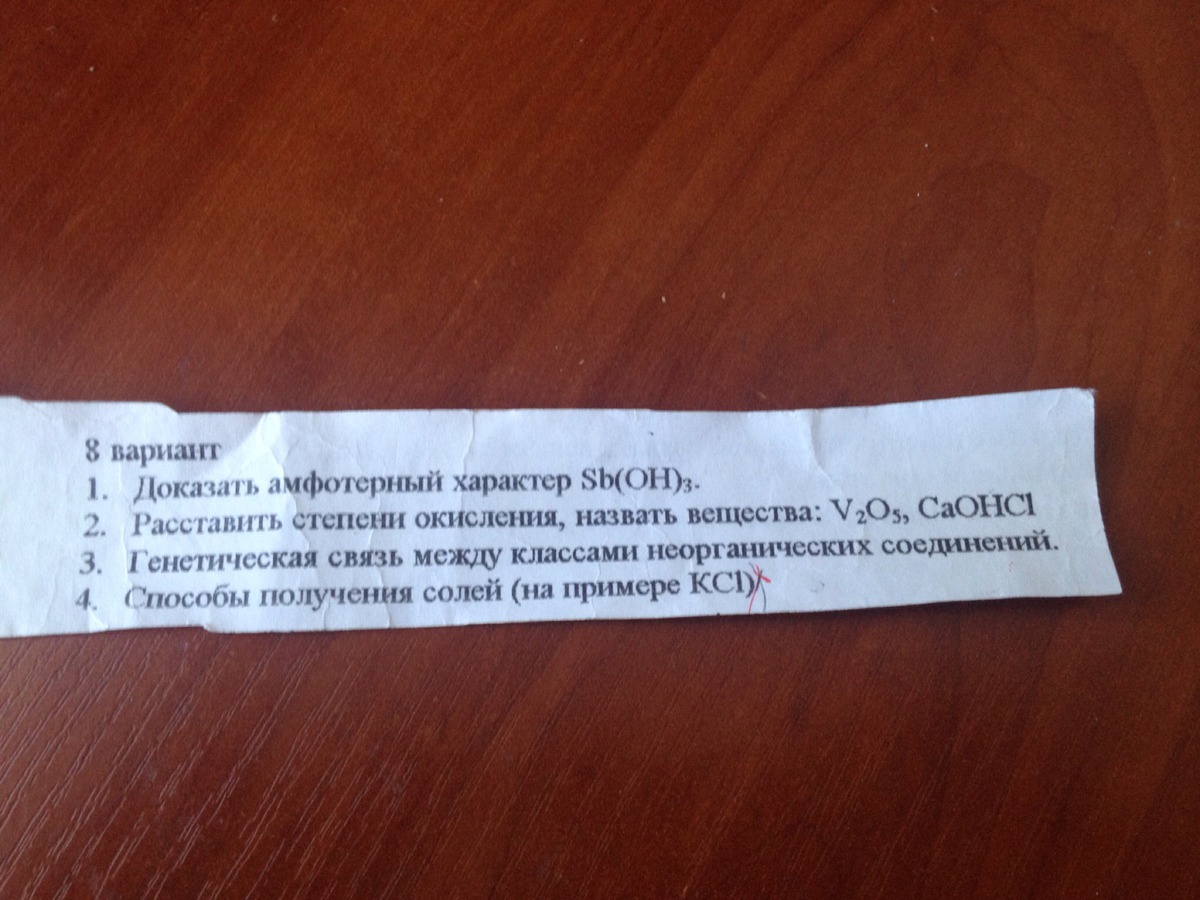 8 вариант
1. Доказать амфотерный характер Sb(OH)₃.
2. Расставить степени окисления, назвать вещества: V₂O₅, CaOHCl
3. Генетическая связь между классами неорганических соединений.
4. Способы получения солей (на примере KCl)